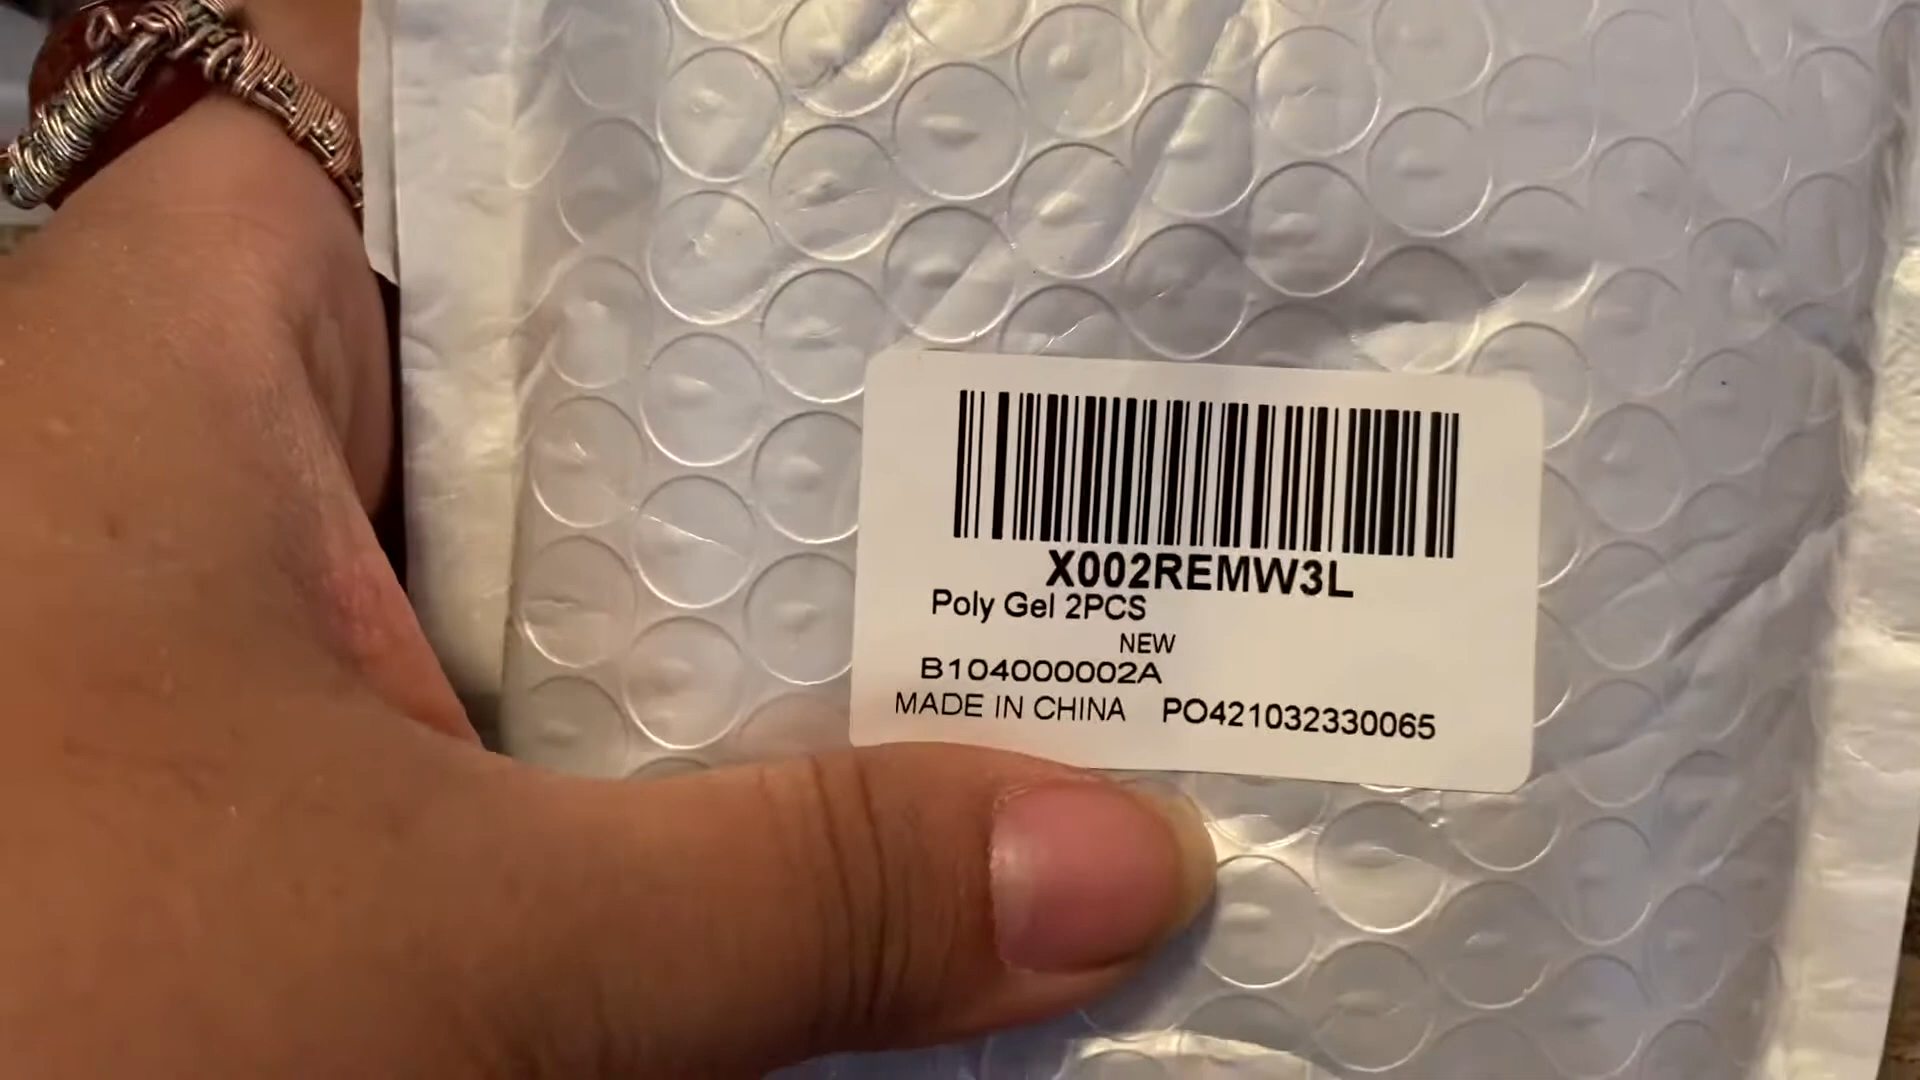 X002REMW3L
Poly Gel 2PCS
NEW
B104000002A
MADE IN CHINA PO421032330065